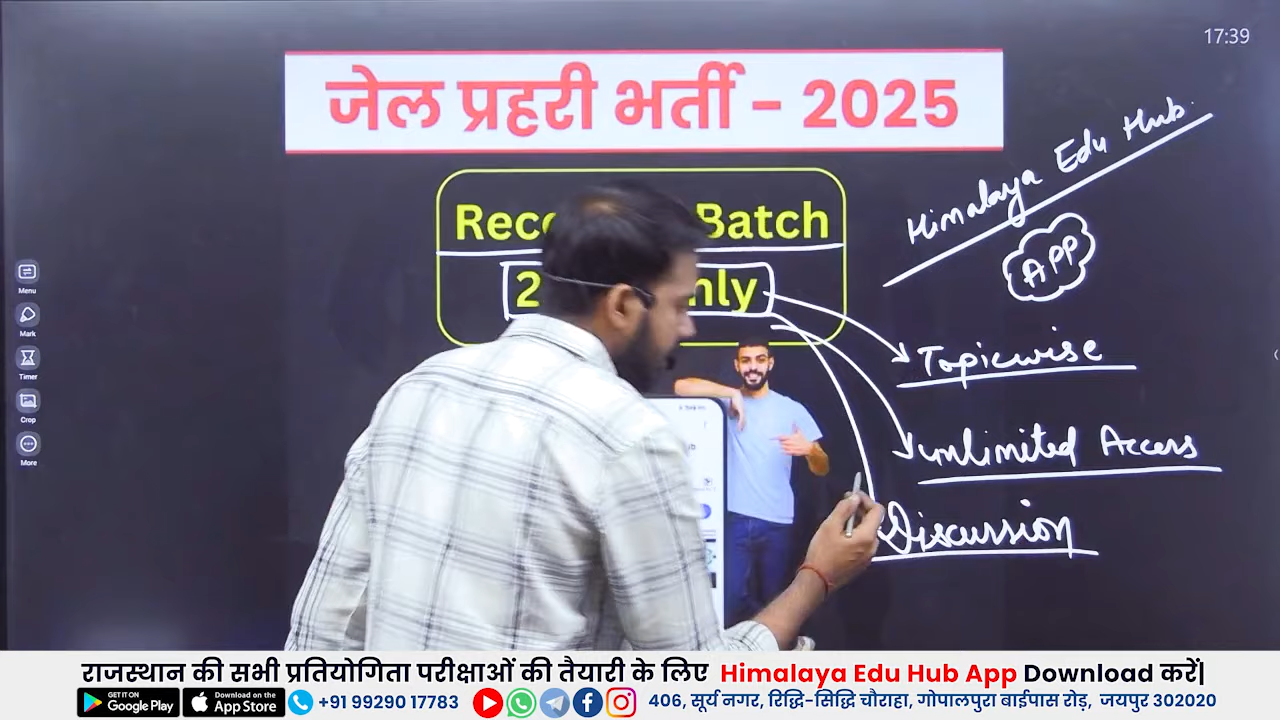 17:39
जेल प्रहरी भर्ती - 2025
Himalaya Edu Hub
APP
Batch
Topicwise
unlimited Access
Discussion
Menu
Mark
Timer
Crop
More
राजस्थान की सभी प्रतियोगिता परीक्षाओं की तैयारी के लिए Himalaya Edu Hub App Download करें|
GET IT ON
Google Play
Download on the
App Store
+91 99290 17783
406, सूर्य नगर, रिद्धि-सिद्धि चौराहा, गोपालपुरा बाईपास रोड़, जयपुर 302020